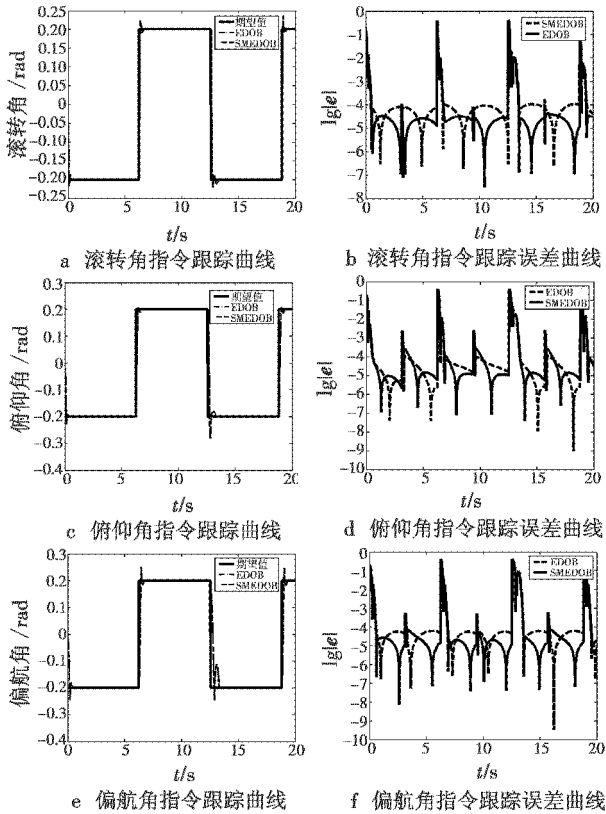 滚转角/rad
0.25
0.20
0.15
0.10
0.05
0
−0.05
−0.10
−0.15
−0.20
−0.25
期望值
EDOB
SMEDOB
0 5 10 15 20
t/s
a 滚转角指令跟踪曲线
lg|e|
0
−1
−2
−3
−4
−5
−6
−7
−8
SMEDOB
EDOB
0 5 10 15 20
t/s
b 滚转角指令跟踪误差曲线
俯仰角/rad
0.3
0.2
0.1
0
−0.1
−0.2
−0.3
−0.4
期望值
EDOB
SMEDOB
0 5 10 15 20
t/s
c 俯仰角指令跟踪曲线
lg|e|
0
−1
−2
−3
−4
−5
−6
−7
−8
−9
−10
EDOB
SMEDOB
0 5 10 15 20
t/s
d 俯仰角指令跟踪误差曲线
偏航角/rad
0.3
0.2
0.1
0
−0.1
−0.2
−0.3
−0.4
期望值
EDOB
SMEDOB
0 5 10 15 20
t/s
e 偏航角指令跟踪曲线
lg|e|
0
−1
−2
−3
−4
−5
−6
−7
−8
−9
−10
EDOB
SMEDOB
0 5 10 15 20
t/s
f 偏航角指令跟踪误差曲线